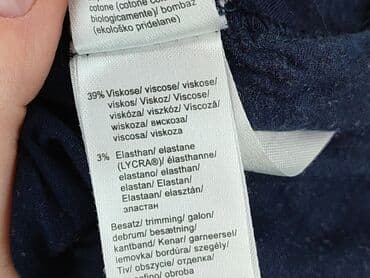 cotone (cotone
biologicamente)/ bombaž
(ekološko pridelane)
39% Viskose/ viscose/ viskose/
viskos/ Viskoz/ Viscose/
viskóza/ viszkóz/ Viscoză/
wiskoza/ вискоза/
viscosa/ viskoza
3% Elasthan/ elastane
(LYCRA®)/ élasthanne/
elastano/ elasthan/
elastan/ Elastan/
Elastaan/ elasztán/
эластан
Besatz/ trimming/ galon/
debrum/ besætning/
kantband/ Kenar/ garneersel/
lemovka/ bordúra/ szegély/
Tiv/ obszycie/ отделка/
obroba